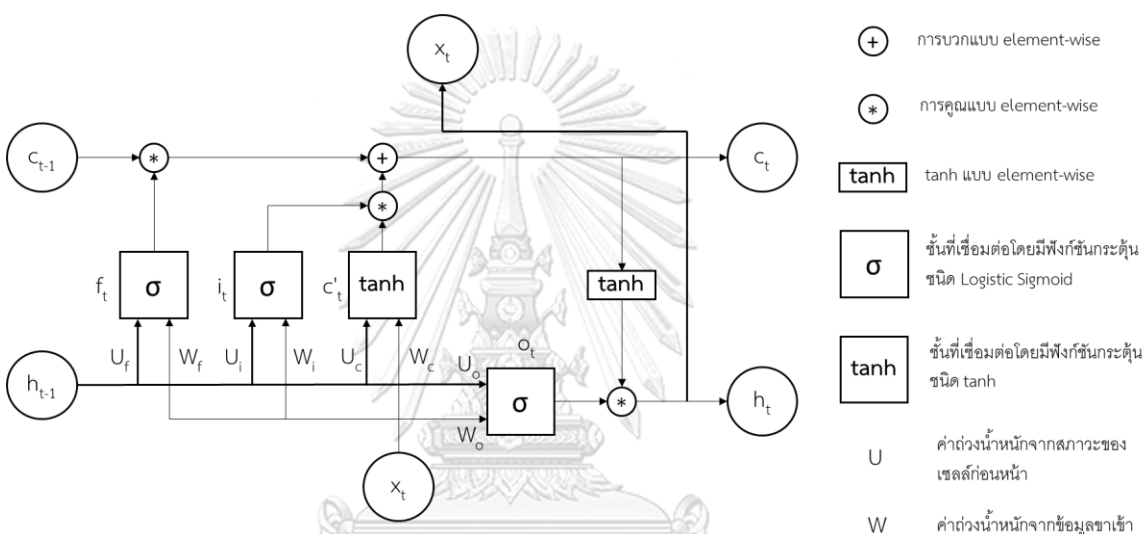 x_t
+ การบวกแบบ element-wise
* การคูณแบบ element-wise
c_{t-1} * + c_t
tanh tanh แบบ element-wise
*
f_t σ i_t σ c'_t tanh
tanh
σ ชั้นที่เชื่อมต่อโดยมีฟังก์ชันกระตุ้น
ชนิด Logistic Sigmoid
U_f W_f U_i W_i U_c W_c U_o o_t
h_{t-1} σ * h_t
W_o
tanh ชั้นที่เชื่อมต่อโดยมีฟังก์ชันกระตุ้น
ชนิด tanh
x_t
U ค่าถ่วงน้ำหนักจากสภาวะของ
เซลล์ก่อนหน้า
W ค่าถ่วงน้ำหนักจากข้อมูลขาเข้า